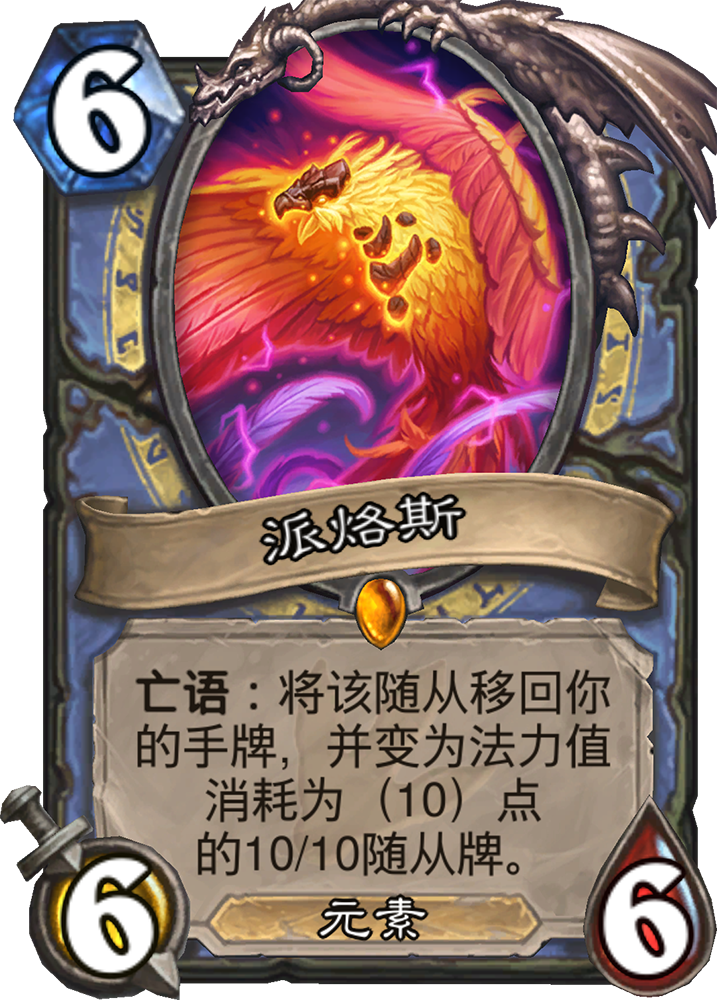 6
派烙斯
亡语：将该随从移回你
的手牌，并变为法力值
消耗为（10）点
的10/10随从牌。
6
元素
6